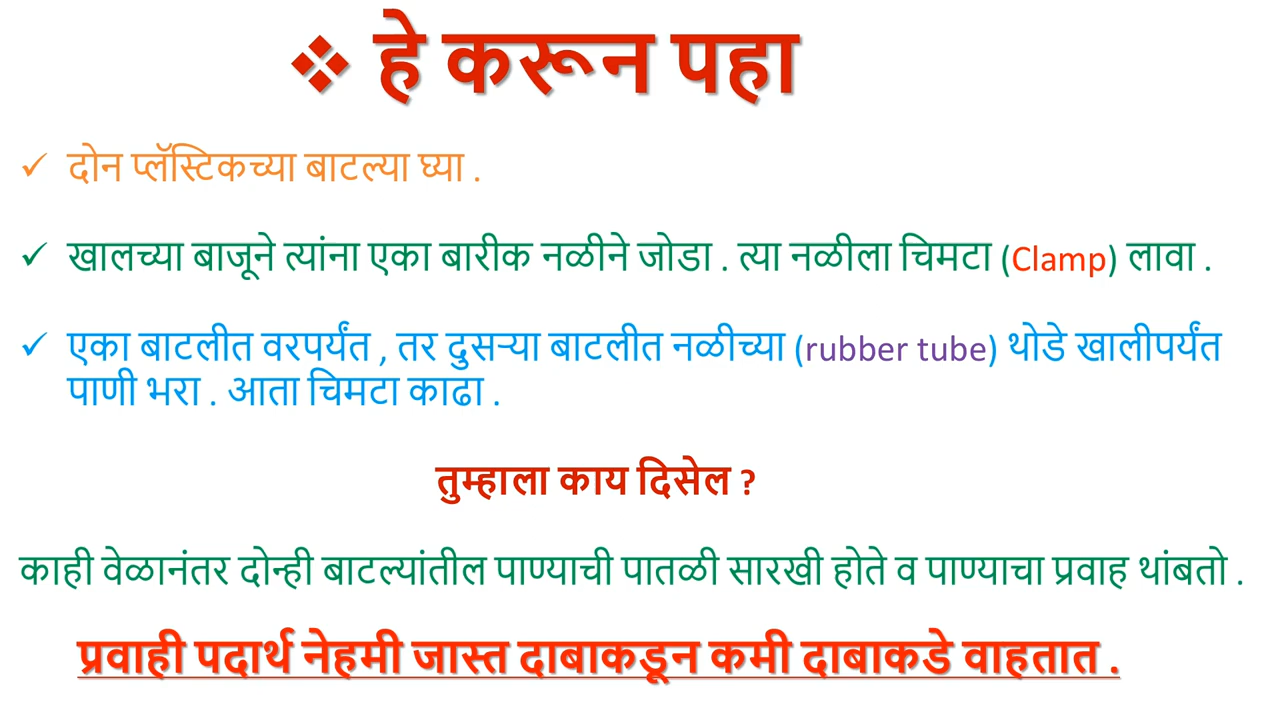 ❖ हे करून पहा
✓ दोन प्लॅस्टिकच्या बाटल्या घ्या .
✓ खालच्या बाजूने त्यांना एका बारीक नळीने जोडा . त्या नळीला चिमटा (Clamp) लावा .
✓ एका बाटलीत वरपर्यंत , तर दुसऱ्या बाटलीत नळीच्या (rubber tube) थोडे खालीपर्यंत
पाणी भरा . आता चिमटा काढा .
तुम्हाला काय दिसेल ?
काही वेळानंतर दोन्ही बाटल्यांतील पाण्याची पातळी सारखी होते व पाण्याचा प्रवाह थांबतो .
प्रवाही पदार्थ नेहमी जास्त दाबाकडून कमी दाबाकडे वाहतात .